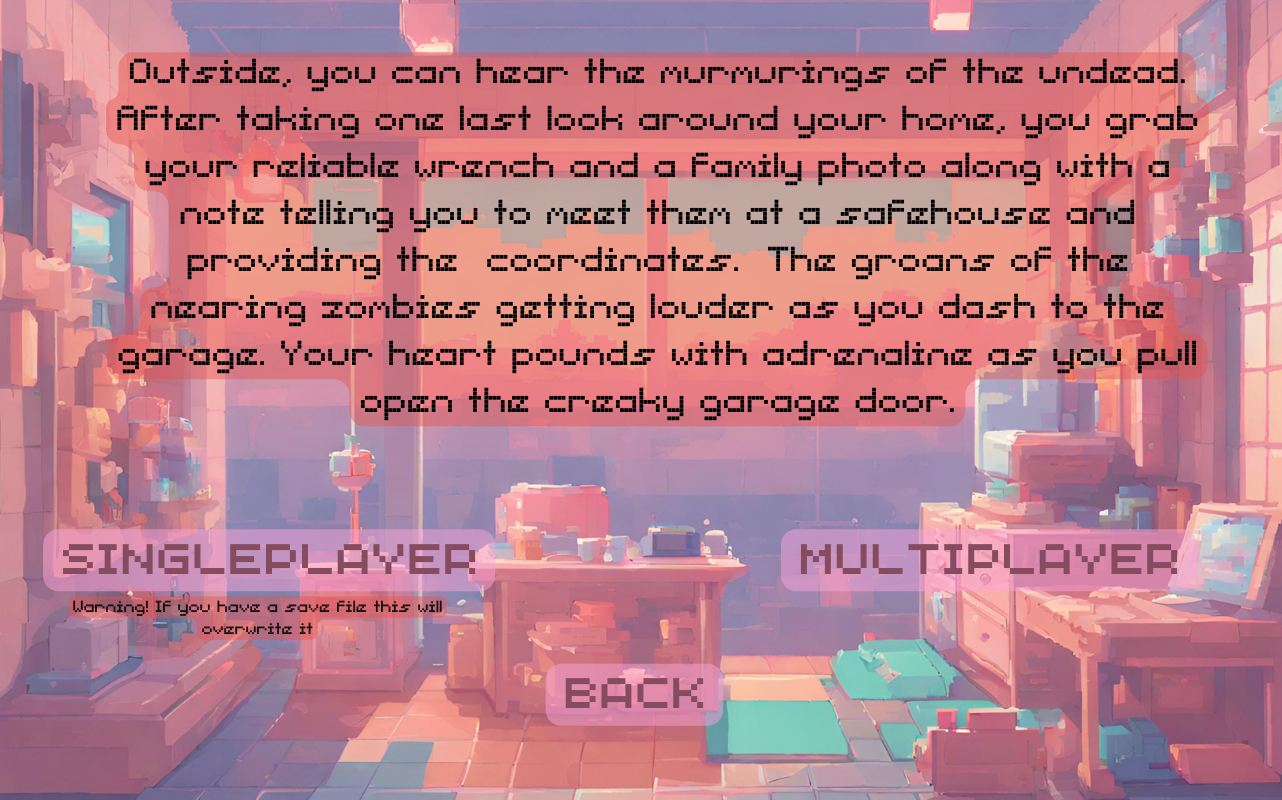 Outside, you can hear the murmurings of the undead.
After taking one last look around your home, you grab
your reliable wrench and a family photo along with a
note telling you to meet them at a safehouse and
providing the  coordinates.  The groans of the
nearing zombies getting louder as you dash to the
garage. Your heart pounds with adrenaline as you pull
open the creaky garage door.
SINGLEPLAYER
MULTIPLAYER
Warning! If you have a save file this will
overwrite it
BACK